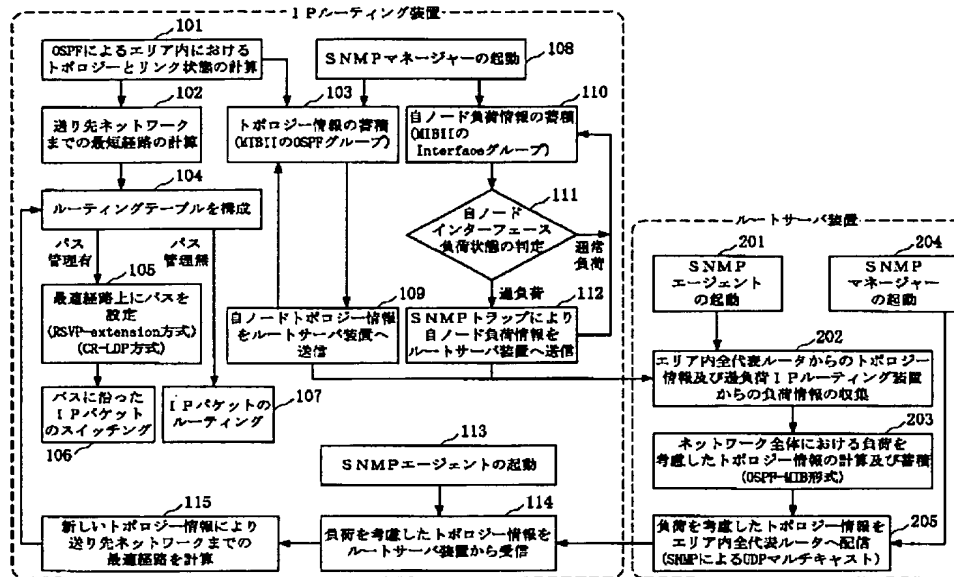 IPルーティング装置
101
OSPFによるエリア内における
トポロジーとリンク状態の計算
108
SNMPマネージャーの起動
102
送り先ネットワーク
までの最短経路の計算
103
トポロジー情報の蓄積
(MIBIIのOSPFグループ)
110
自ノード負荷情報の蓄積
(MIBIIの
Interfaceグループ)
104
ルーティングテーブルを構成
111
自ノード
インターフェース
負荷状態の判定
通常
負荷
過負荷
パス
管理有
パス
管理無
105
最適経路上にパスを
設定
(RSVP-extension方式)
(CR-LDP方式)
109
自ノードトポロジー情報
をルートサーバ装置へ
送信
112
SNMPトラップにより
自ノード負荷情報を
ルートサーバ装置へ送信
パスに沿った
IPパケット
のスイッチング
106
IPパケットの
ルーティング
107
113
SNMPエージェントの起動
114
負荷を考慮したトポロジー情報を
ルートサーバ装置から受信
115
新しいトポロジー情報により
送り先ネットワークまでの
最適経路を計算
ルートサーバ装置
201
SNMP
エージェント
の起動
204
SNMP
マネージャー
の起動
202
エリア内全代表ルータからのトポロジー
情報及び過負荷IPルーティング装置
からの負荷情報の収集
203
ネットワーク全体における負荷を
考慮したトポロジー情報の計算及び蓄積
(OSPF-MIB形式)
205
負荷を考慮したトポロジー情報を
エリア内全代表ルータへ配信
(SNMPによるUDPマルチキャスト)